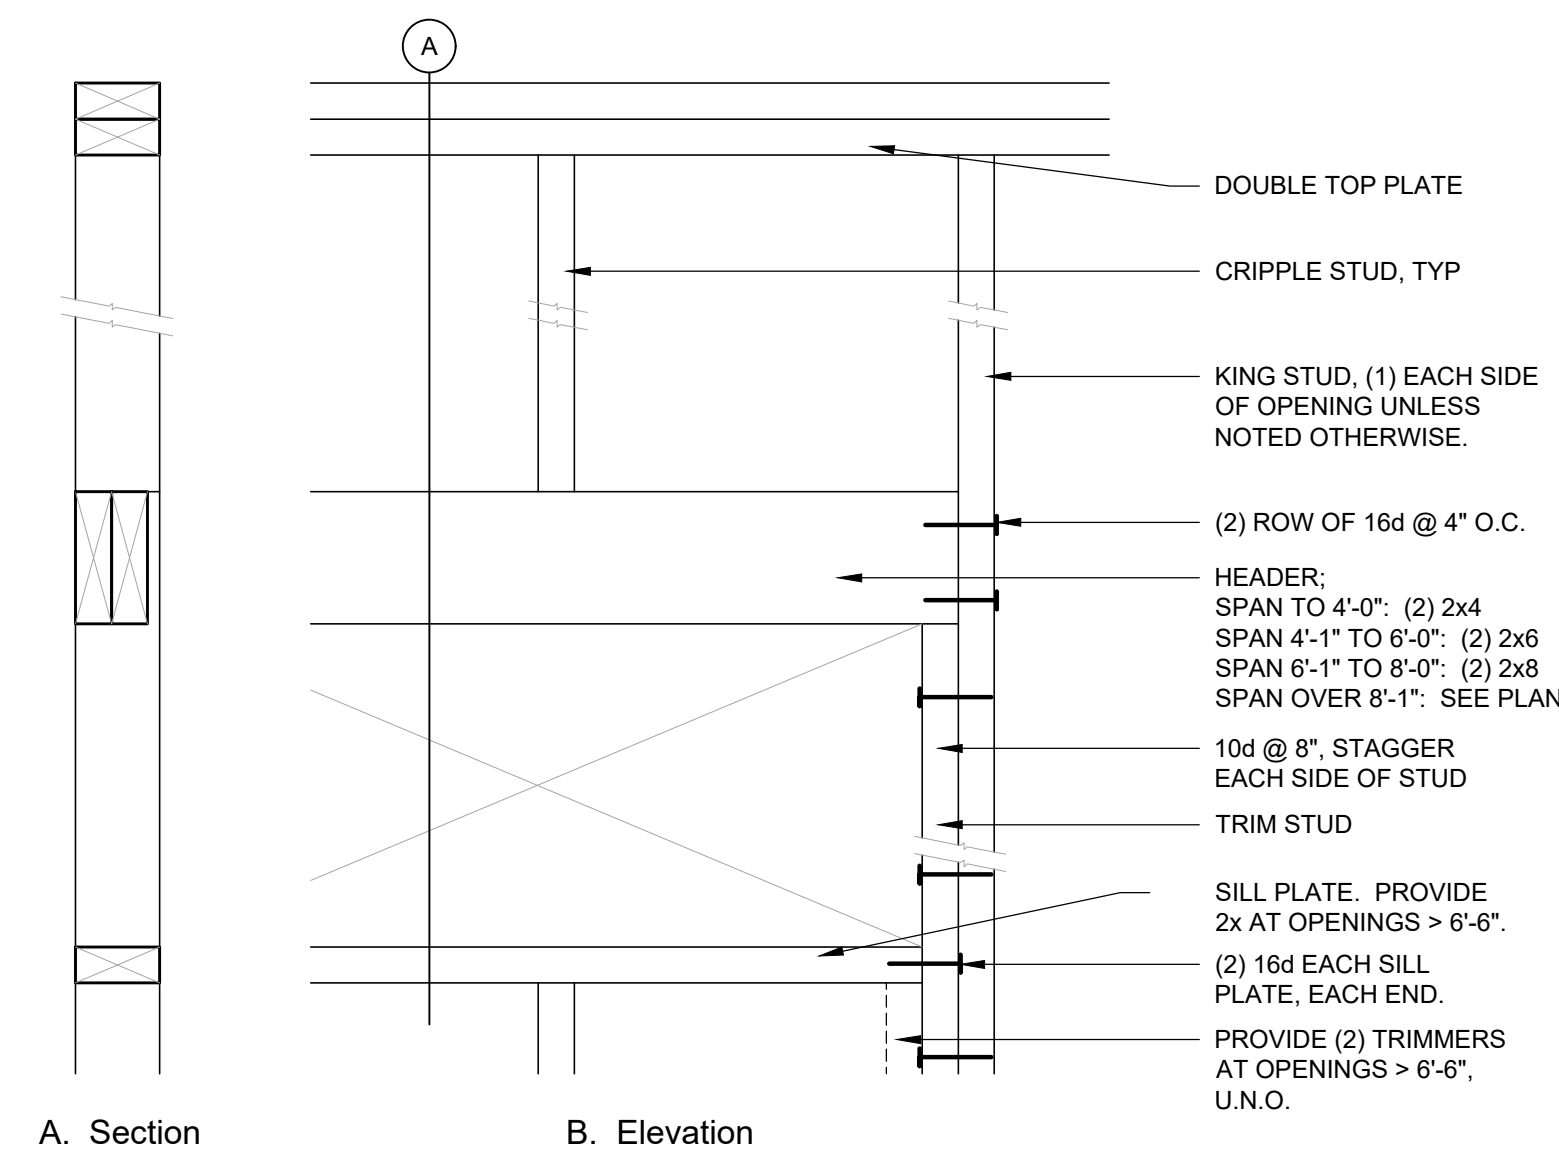 A
DOUBLE TOP PLATE
CRIPPLE STUD, TYP
KING STUD, (1) EACH SIDE
OF OPENING UNLESS
NOTED OTHERWISE.
(2) ROW OF 16d @ 4" O.C.
HEADER;
SPAN TO 4'-0": (2) 2x4
SPAN 4'-1" TO 6'-0": (2) 2x6
SPAN 6'-1" TO 8'-0": (2) 2x8
SPAN OVER 8'-1": SEE PLAN
10d @ 8", STAGGER
EACH SIDE OF STUD
TRIM STUD
SILL PLATE. PROVIDE
2x AT OPENINGS > 6'-6".
(2) 16d EACH SILL
PLATE, EACH END.
PROVIDE (2) TRIMMERS
AT OPENINGS > 6'-6",
U.N.O.
A. Section
B. Elevation